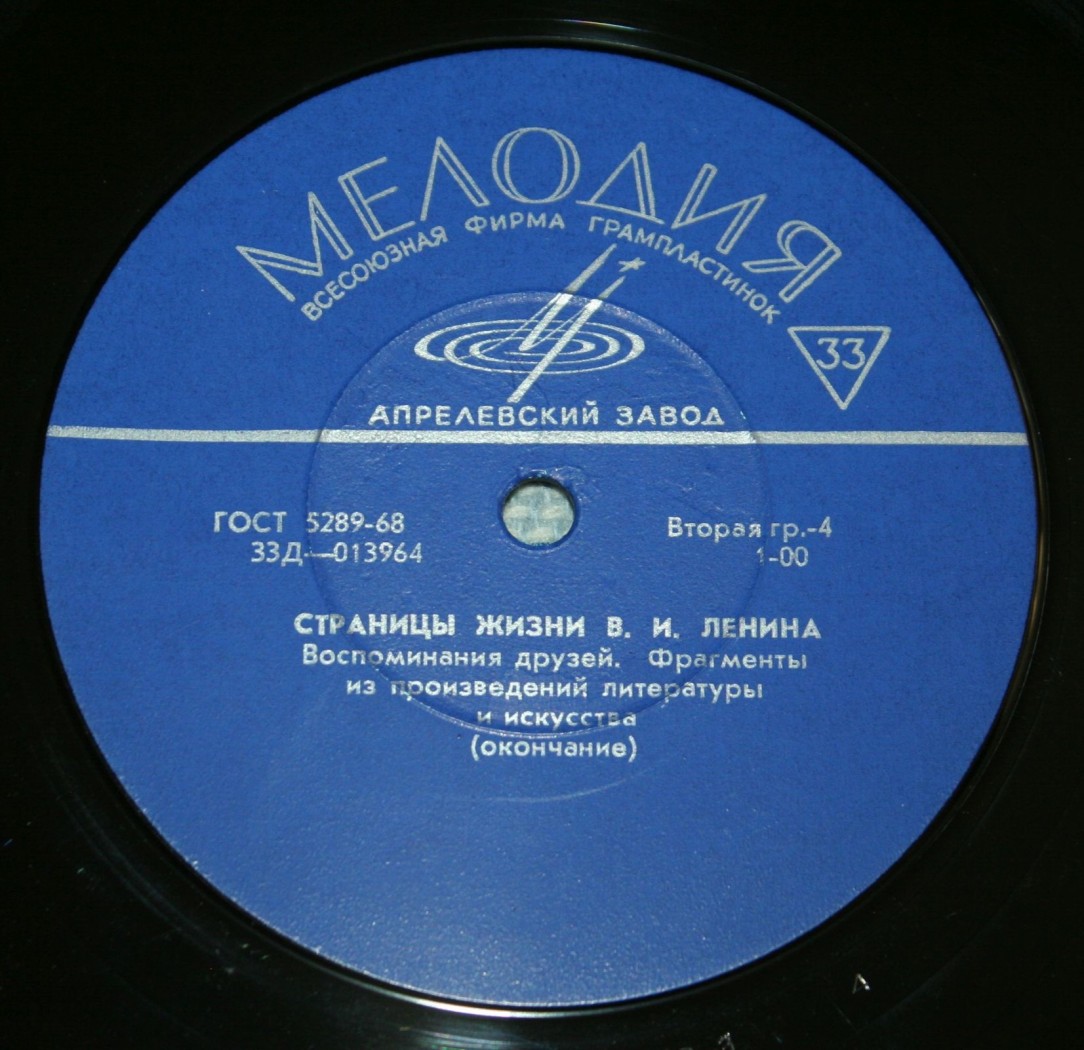 МЕЛОДИЯ
ВСЕСОЮЗНАЯ ФИРМА ГРАМПЛАСТИНОК
33
АПРЕЛЕВСКИЙ ЗАВОД
ГОСТ 5289-68
33Д—013964
Вторая гр.-4
1-00
СТРАНИЦЫ ЖИЗНИ В. И. ЛЕНИНА
Воспоминания друзей. Фрагменты
из произведений литературы
и искусства
(окончание)